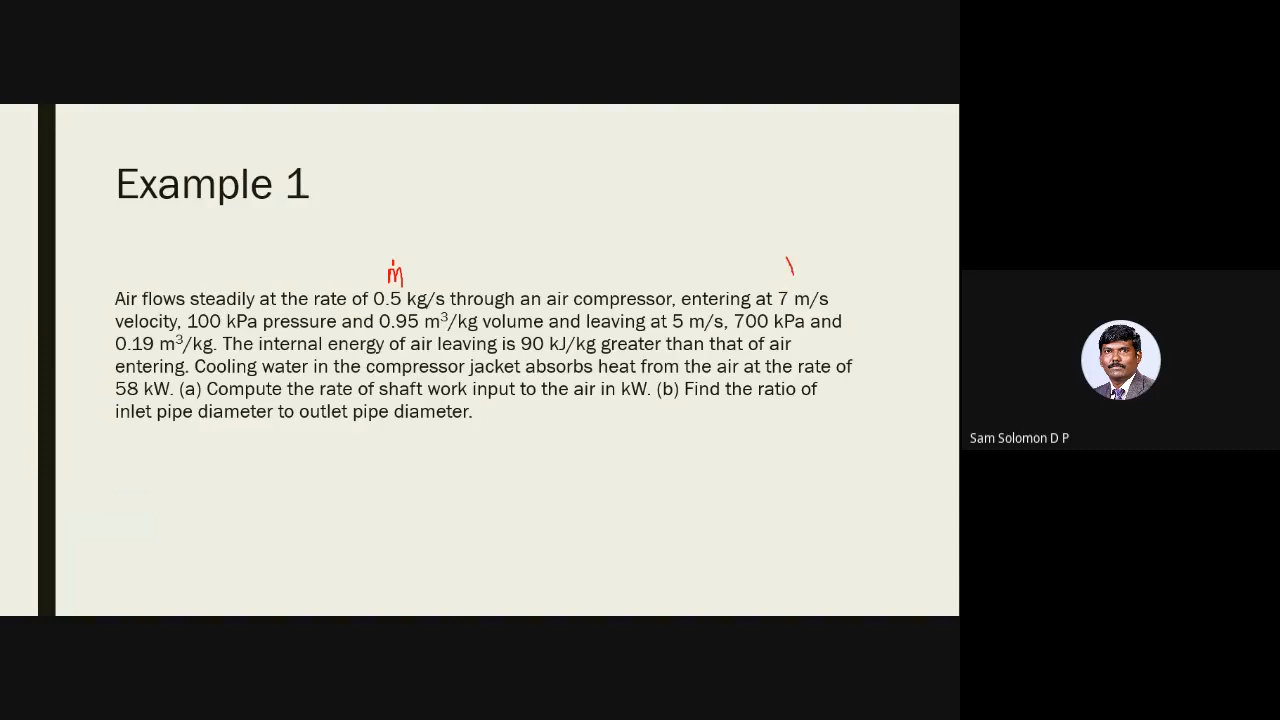 Example 1
ṁ
Air flows steadily at the rate of 0.5 kg/s through an air compressor, entering at 7 m/s
velocity, 100 kPa pressure and 0.95 m³/kg volume and leaving at 5 m/s, 700 kPa and
0.19 m³/kg. The internal energy of air leaving is 90 kJ/kg greater than that of air
entering. Cooling water in the compressor jacket absorbs heat from the air at the rate of
58 kW. (a) Compute the rate of shaft work input to the air in kW. (b) Find the ratio of
inlet pipe diameter to outlet pipe diameter.
Sam Solomon D P